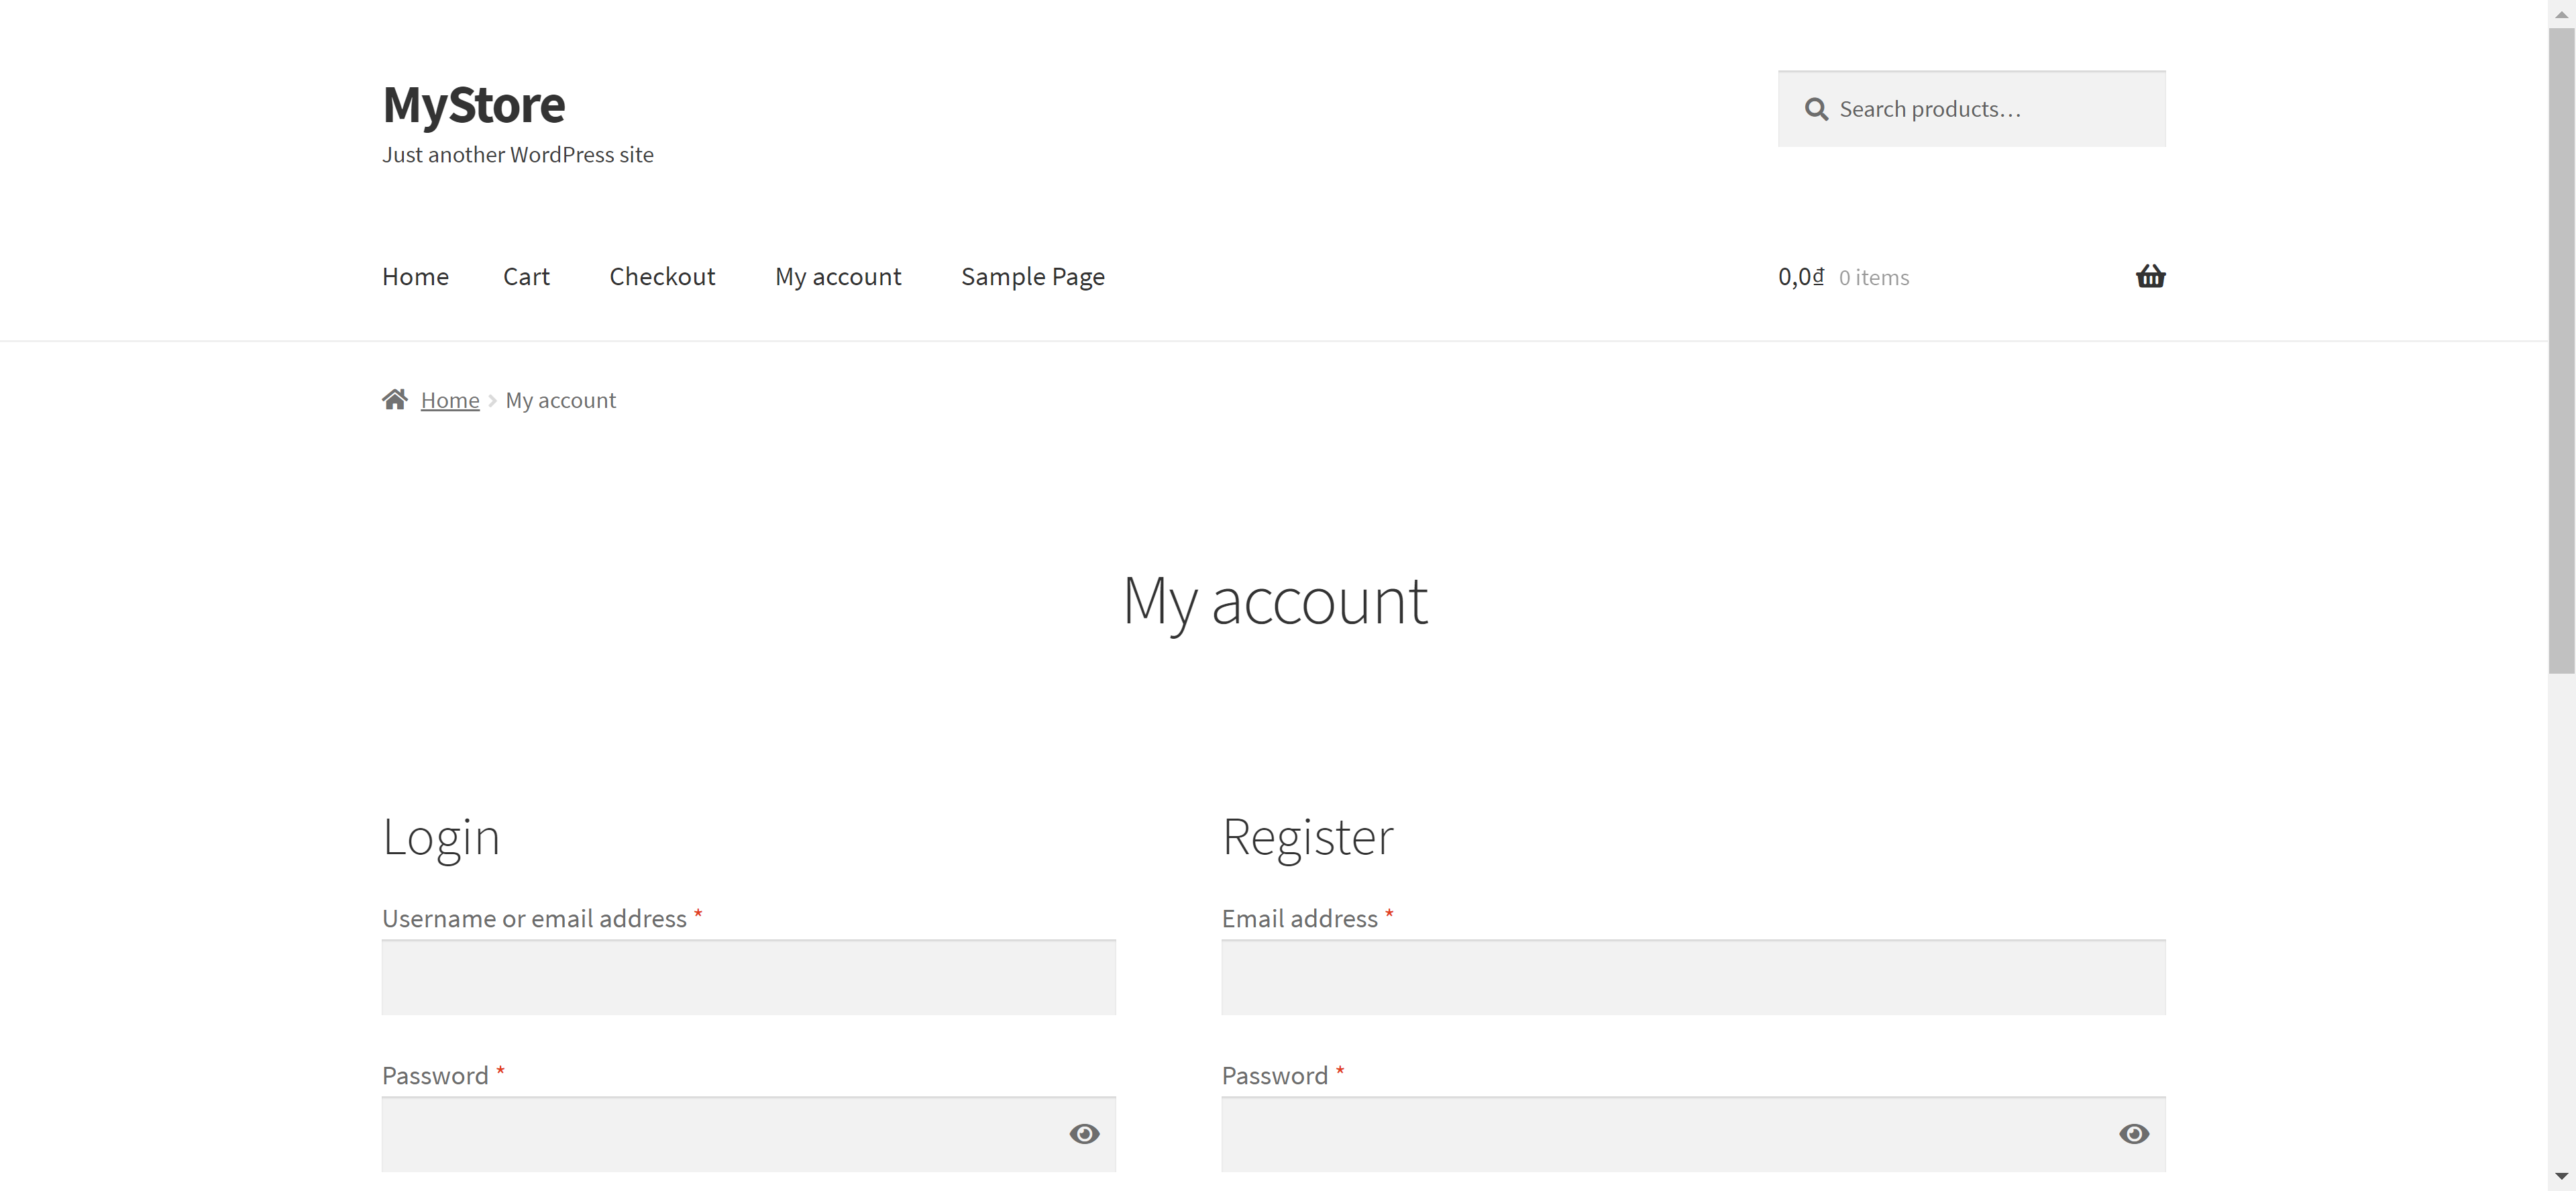 MyStore
Just another WordPress site
Search products…
Home Cart Checkout My account Sample Page
0,0₫ 0 items
Home My account
My account
Login
Username or email address *
Password *
Register
Email address *
Password *